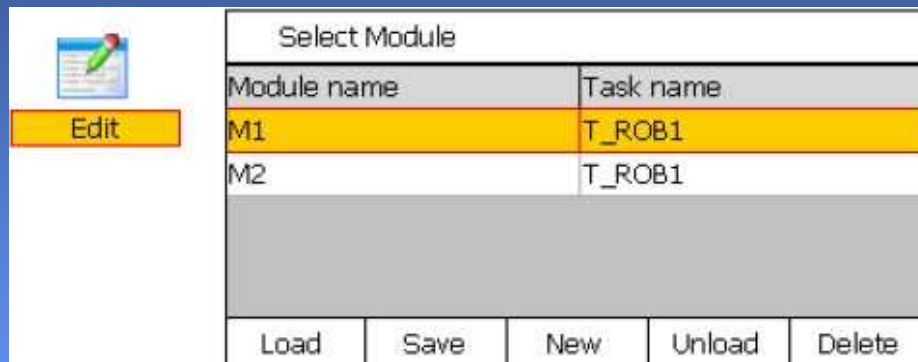 Select Module
Module name Task name
Edit
M1 T_ROB1
M2 T_ROB1
Load Save New Unload Delete